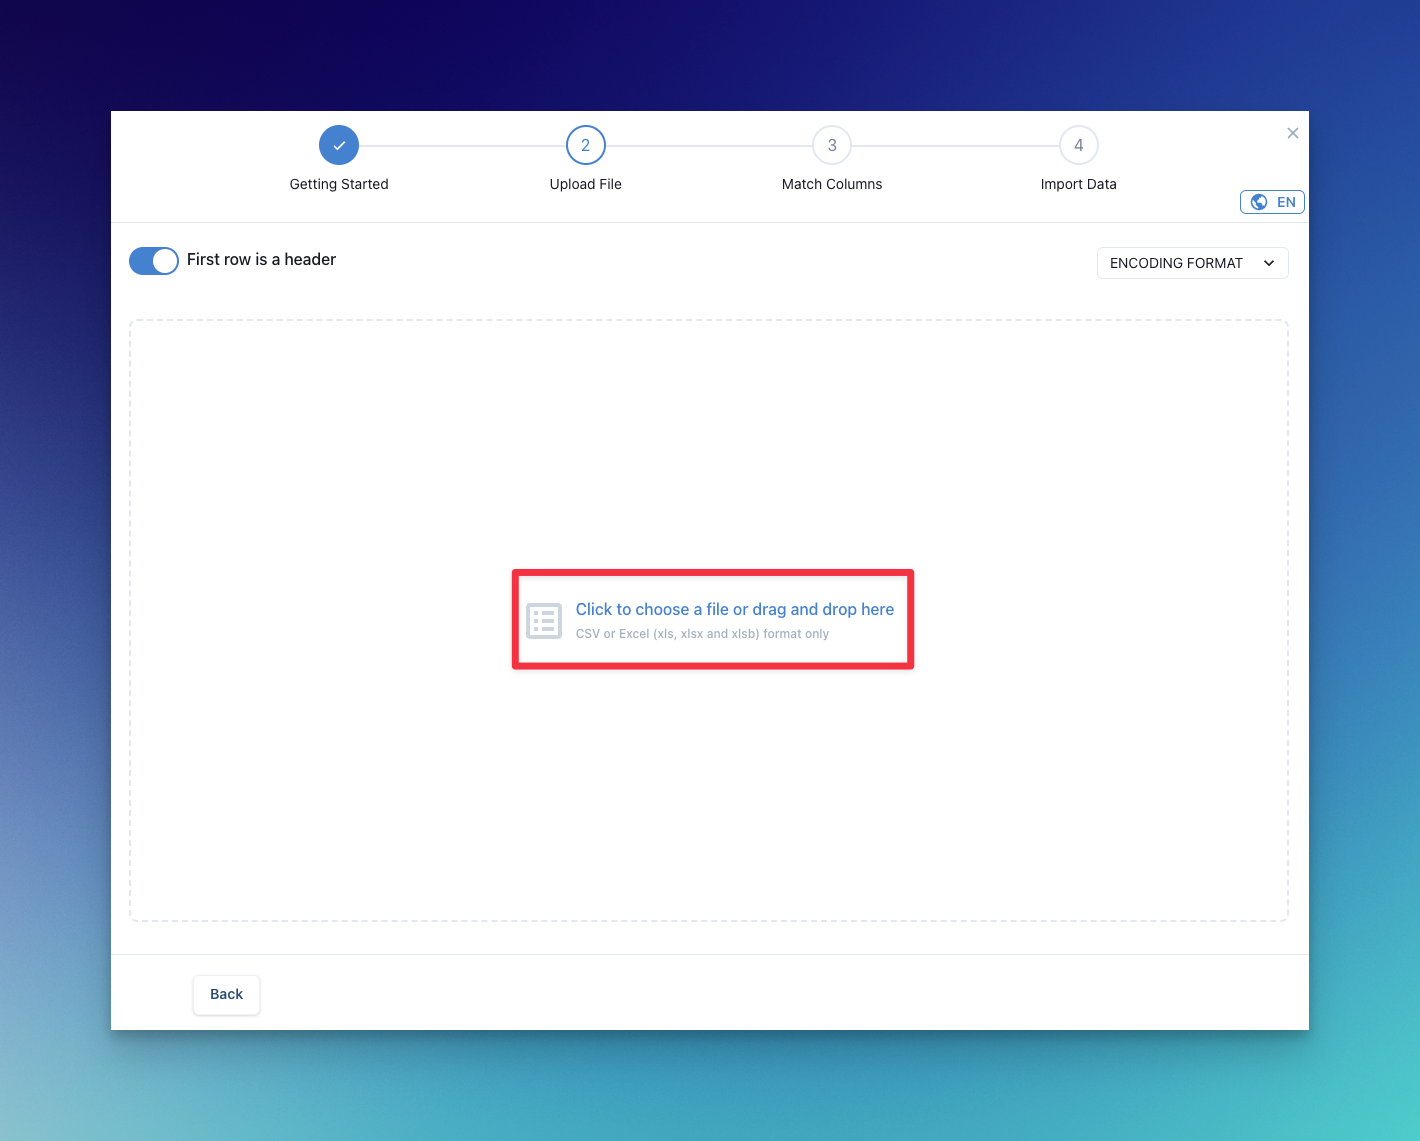 2
3
4
Getting Started
Upload File
Match Columns
Import Data
EN
First row is a header
ENCODING FORMAT
Click to choose a file or drag and drop here
CSV or Excel (xls, xlsx and xlsb) format only
Back